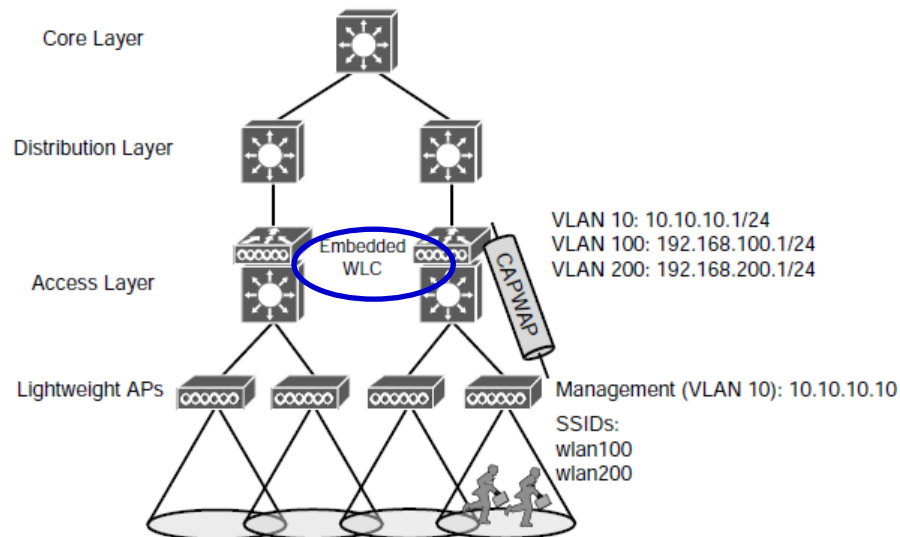 Core Layer
Distribution Layer
Embedded
WLC
VLAN 10: 10.10.10.1/24
VLAN 100: 192.168.100.1/24
VLAN 200: 192.168.200.1/24
CAPWAP
Access Layer
Lightweight APs
Management (VLAN 10): 10.10.10.10
SSIDs:
wlan100
wlan200